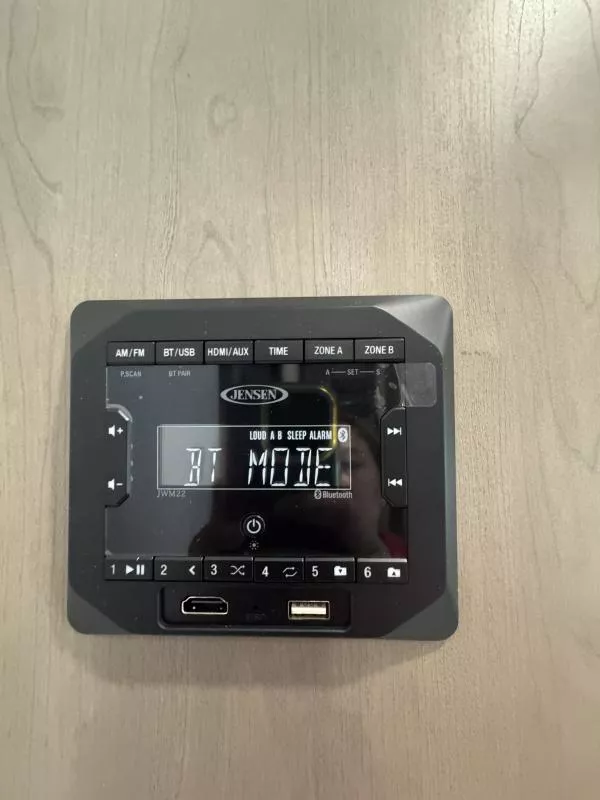 AM/FM BT/USB HDMI/AUX TIME ZONE A ZONE B
P.SCAN BT PAIR A SET S
JENSEN
LOUD A B SLEEP ALARM
BT MODE
JWM22 Bluetooth
1 2 3 4 5 6